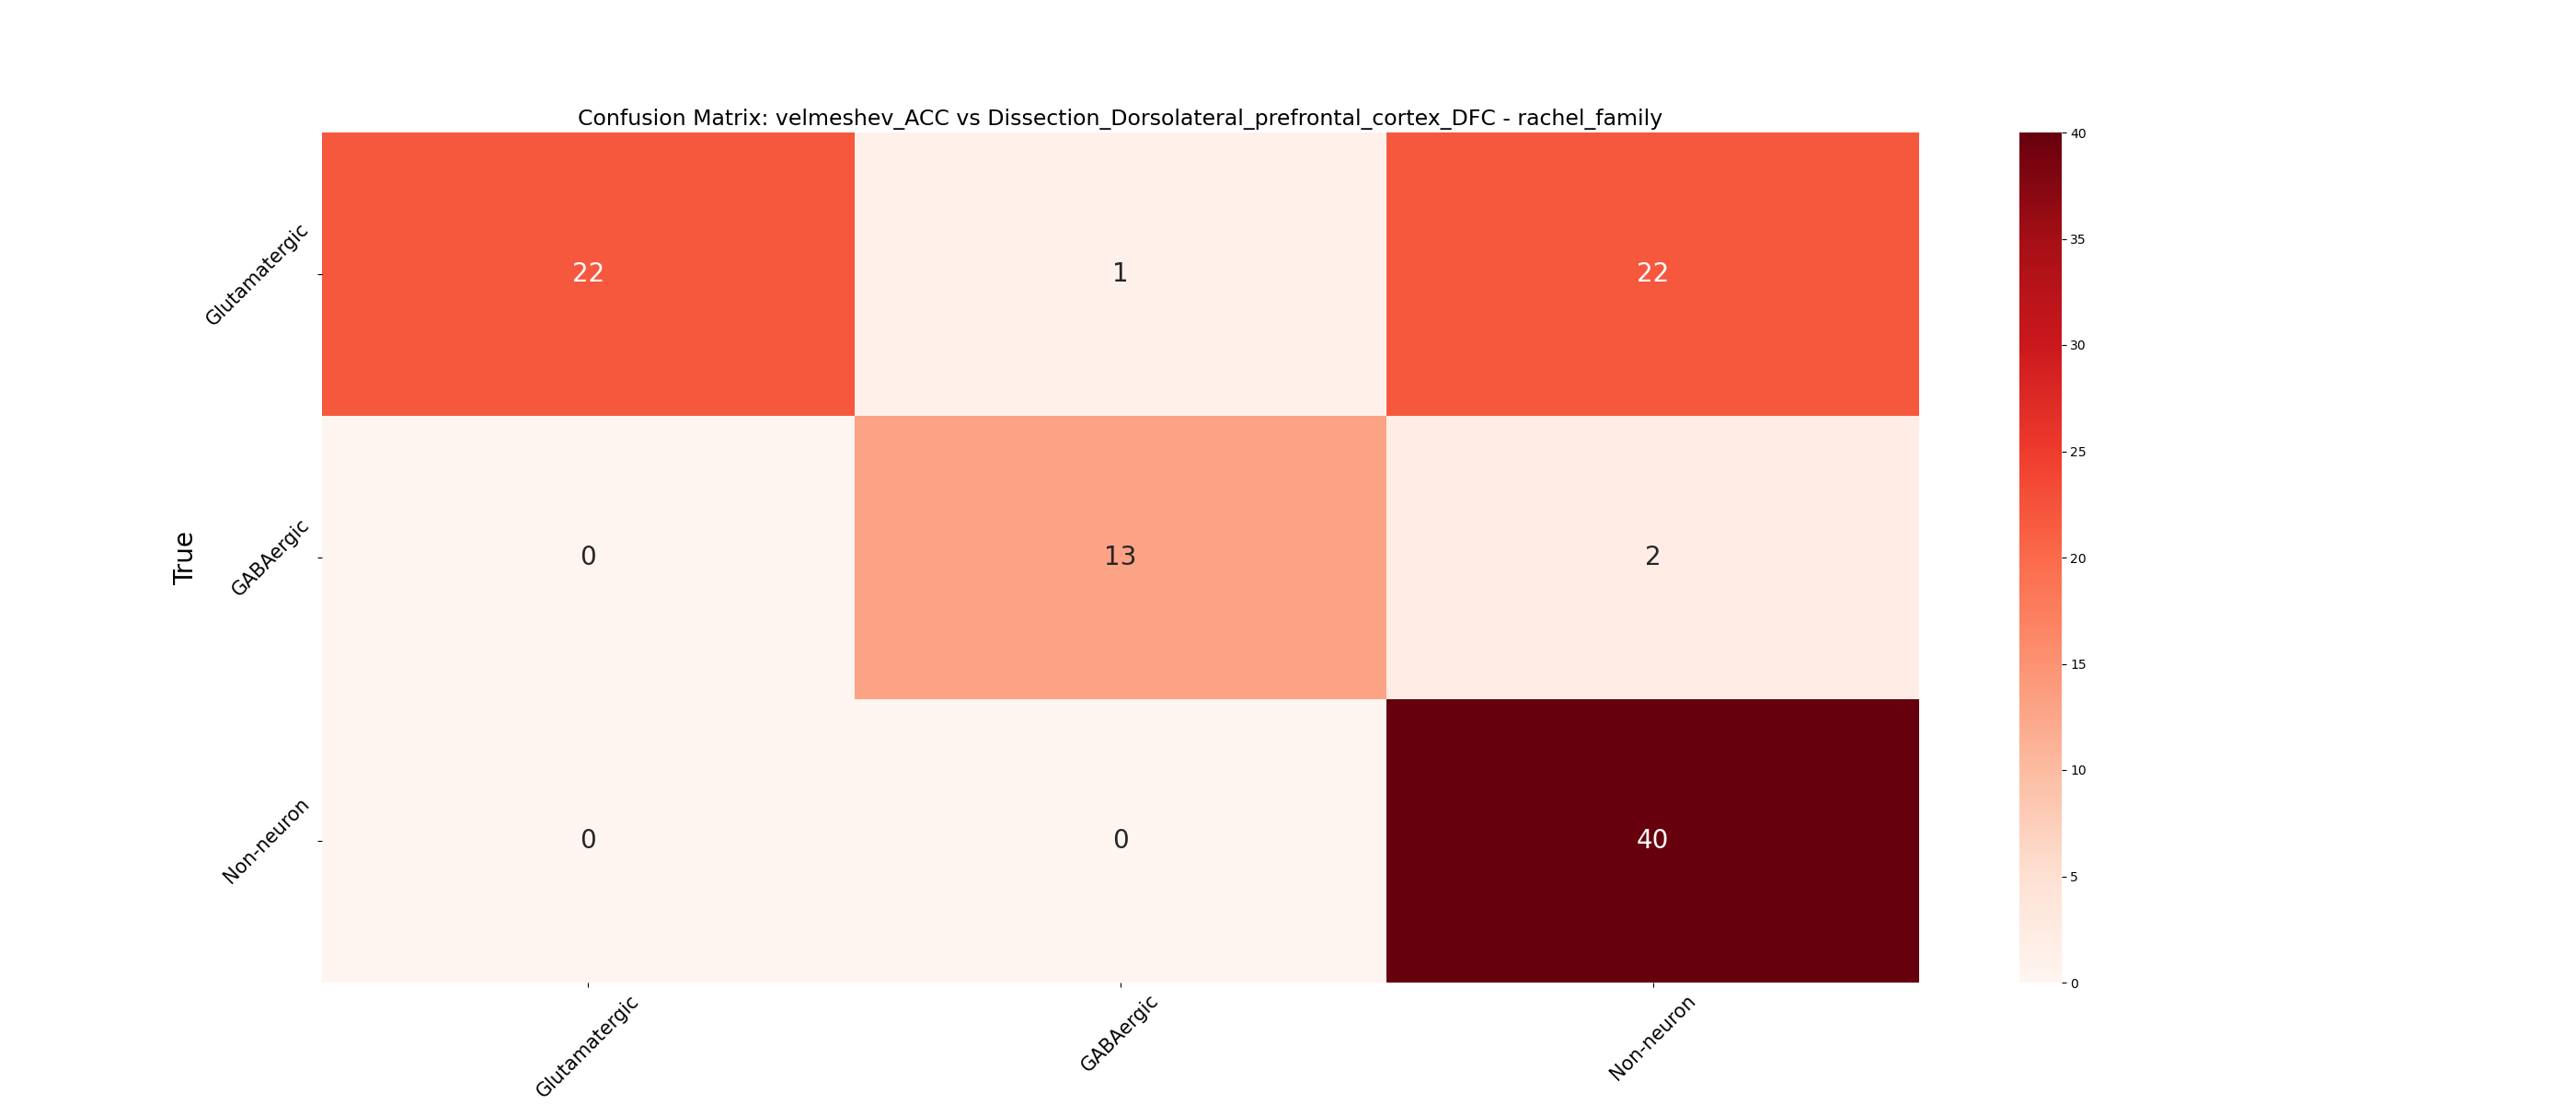 Confusion Matrix: velmeshev_ACC vs Dissection_Dorsolateral_prefrontal_cortex_DFC - rachel_family
True
Glutamatergic
22
1
22
GABAergic
0
13
2
Non-neuron
0
0
40
Glutamatergic
GABAergic
Non-neuron
40
35
30
25
20
15
10
5
0